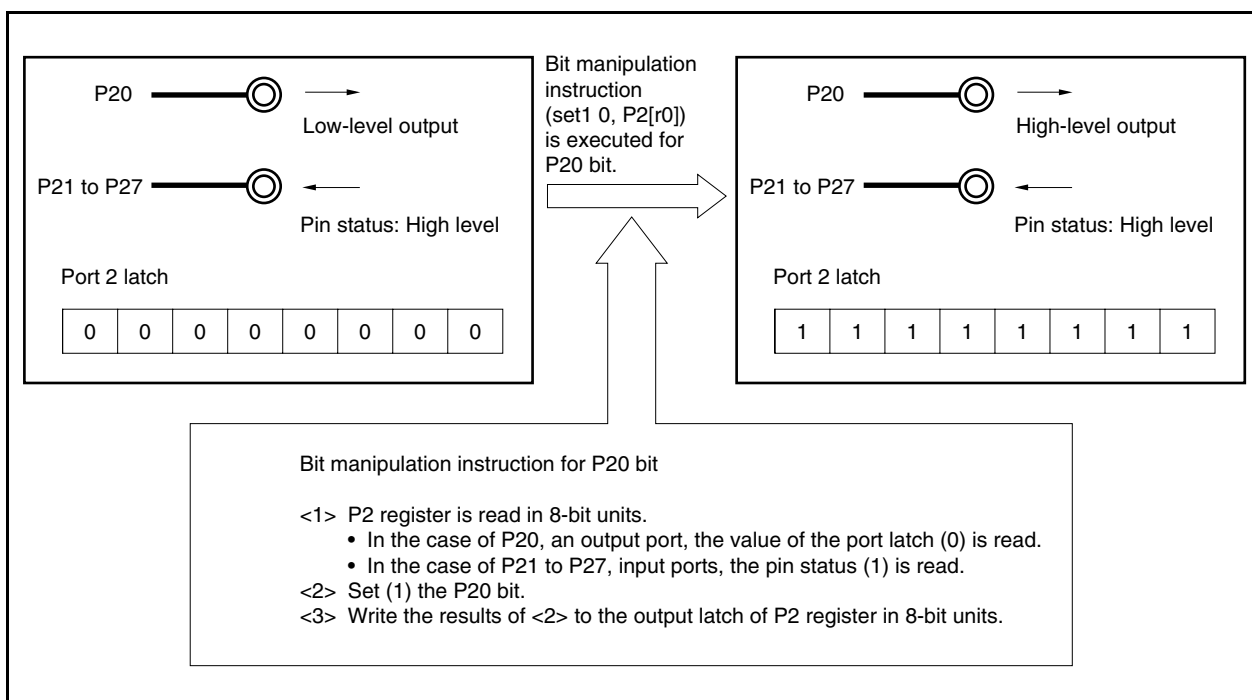 P20
Low-level output
P21 to P27
Pin status: High level
Port 2 latch
0 0 0 0 0 0 0 0
Bit manipulation
instruction
(set1 0, P2[r0])
is executed for
P20 bit.
P20
High-level output
P21 to P27
Pin status: High level
Port 2 latch
1 1 1 1 1 1 1 1
Bit manipulation instruction for P20 bit
<1> P2 register is read in 8-bit units.
• In the case of P20, an output port, the value of the port latch (0) is read.
• In the case of P21 to P27, input ports, the pin status (1) is read.
<2> Set (1) the P20 bit.
<3> Write the results of <2> to the output latch of P2 register in 8-bit units.